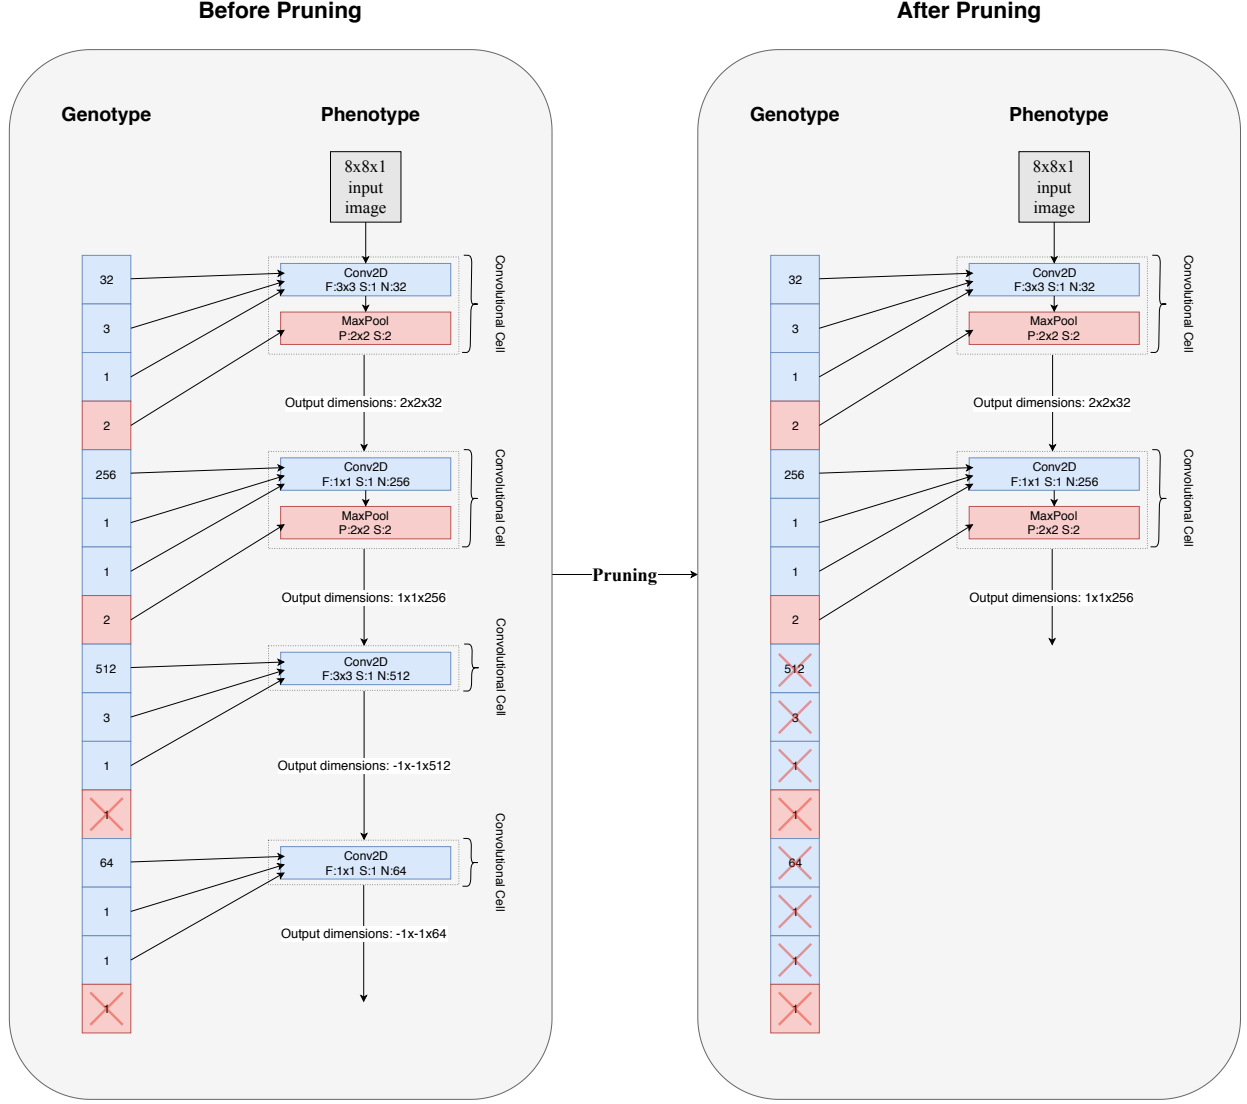 Before Pruning
Genotype
Phenotype
8x8x1
input
image
32
3
1
2
256
1
1
2
512
3
1
1
64
1
1
1
Conv2D
F:3x3 S:1 N:32
MaxPool
P:2x2 S:2
Convolutional Cell
Output dimensions: 2x2x32
Conv2D
F:1x1 S:1 N:256
MaxPool
P:2x2 S:2
Convolutional Cell
Output dimensions: 1x1x256
Conv2D
F:3x3 S:1 N:512
Convolutional Cell
Output dimensions: -1x-1x512
Conv2D
F:1x1 S:1 N:64
Convolutional Cell
Output dimensions: -1x-1x64
Pruning
After Pruning
Genotype
Phenotype
8x8x1
input
image
32
3
1
2
256
1
1
2
512
3
1
1
64
1
1
1
Conv2D
F:3x3 S:1 N:32
MaxPool
P:2x2 S:2
Convolutional Cell
Output dimensions: 2x2x32
Conv2D
F:1x1 S:1 N:256
MaxPool
P:2x2 S:2
Convolutional Cell
Output dimensions: 1x1x256